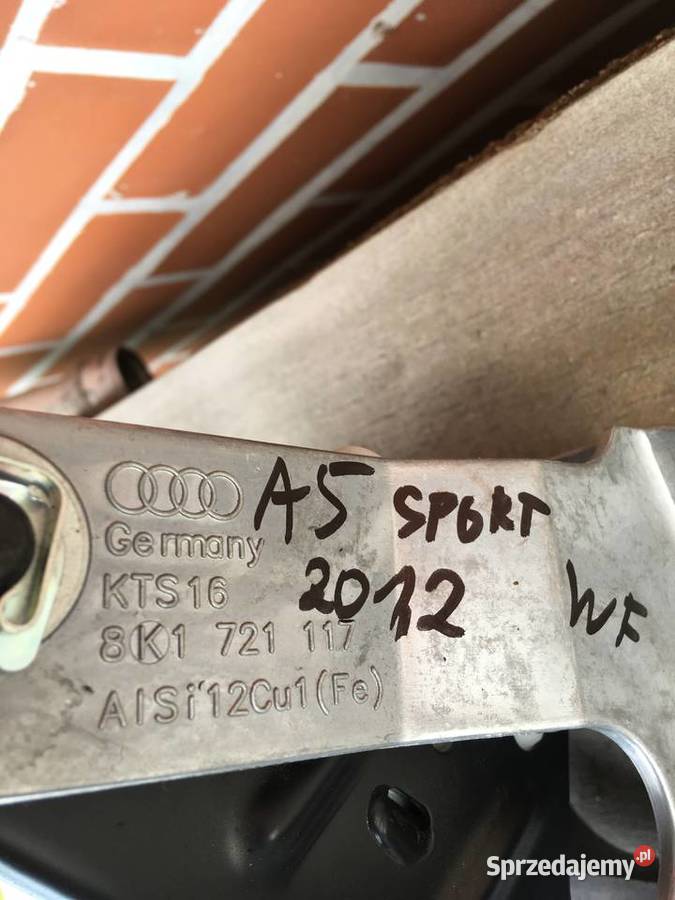 A5 SPORT
Germany
2012
KTS16
WF
8K1 721 117
AlSi12Cu1(Fe)
Sprzedajemy.pl